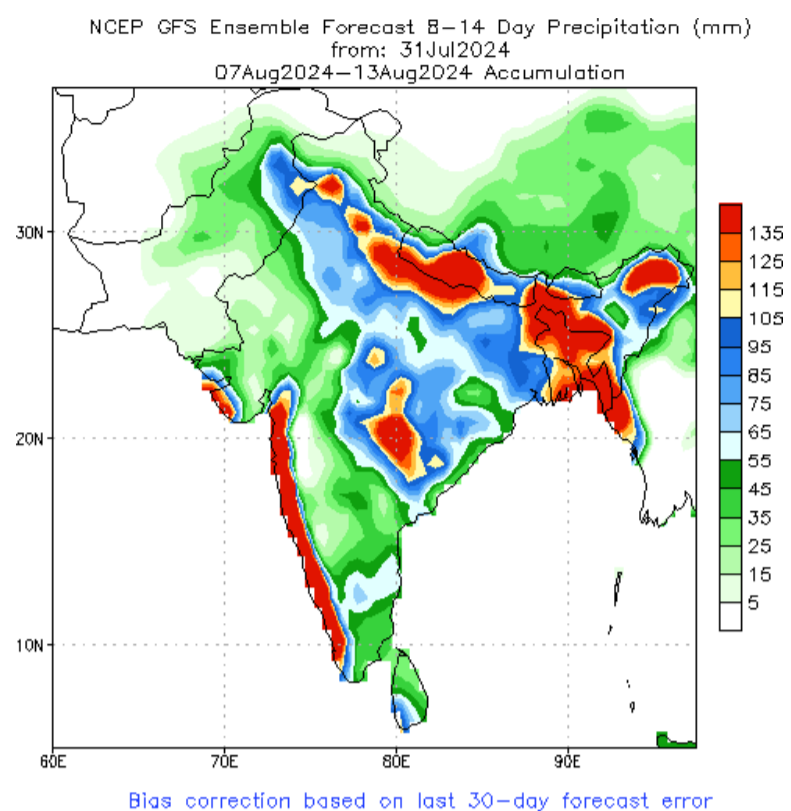 NCEP GFS Ensemble Forecast 8-14 Day Precipitation (mm)
from: 31Jul2024
07Aug2024-13Aug2024 Accumulation
30N
20N
10N
60E
70E
80E
90E
135
125
115
105
95
85
75
65
55
45
35
25
15
5
Bias correction based on last 30-day forecast error